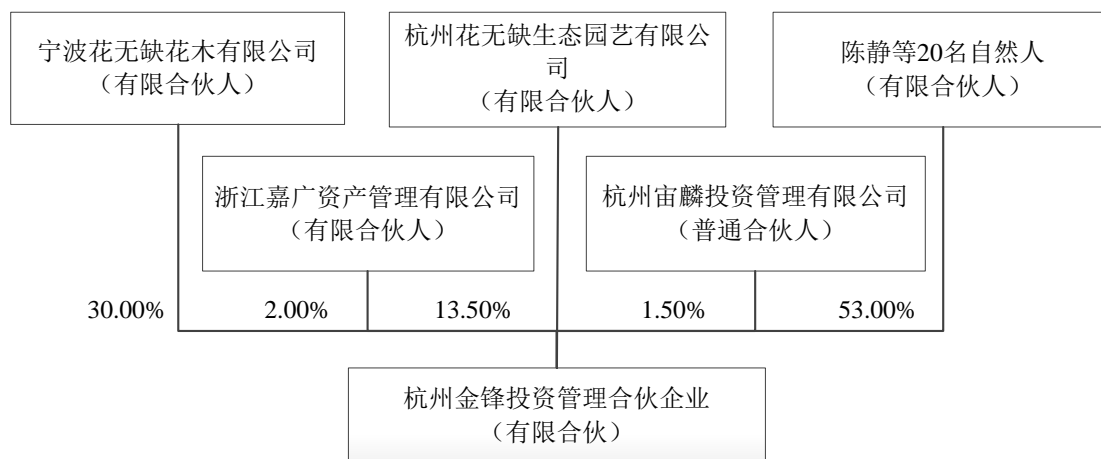 宁波花无缺花木有限公司
（有限合伙人）
杭州花无缺生态园艺有限公
司
（有限合伙人）
陈静等20名自然人
（有限合伙人）
浙江嘉广资产管理有限公司
（有限合伙人）
杭州宙麟投资管理有限公司
（普通合伙人）
30.00%
2.00%
13.50%
1.50%
53.00%
杭州金锋投资管理合伙企业
（有限合伙）